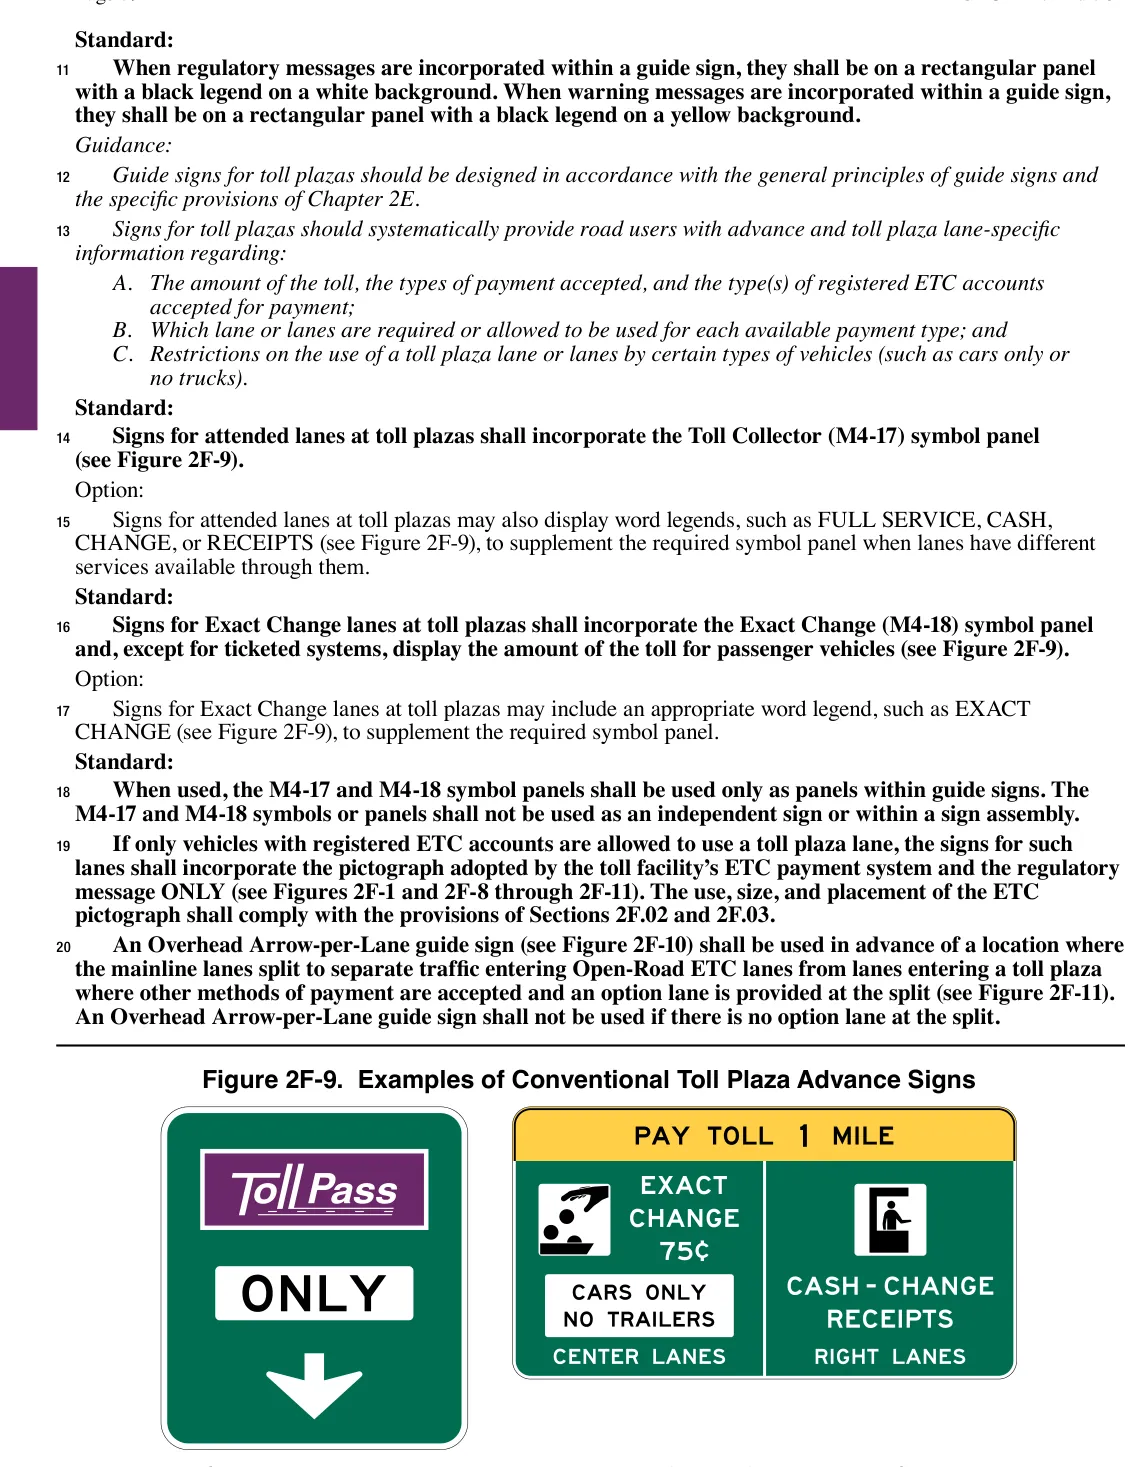 Standard:
11 When regulatory messages are incorporated within a guide sign, they shall be on a rectangular panel
with a black legend on a white background. When warning messages are incorporated within a guide sign,
they shall be on a rectangular panel with a black legend on a yellow background.
Guidance:
12 Guide signs for toll plazas should be designed in accordance with the general principles of guide signs and
the specific provisions of Chapter 2E.
13 Signs for toll plazas should systematically provide road users with advance and toll plaza lane-specific
information regarding:
A. The amount of the toll, the types of payment accepted, and the type(s) of registered ETC accounts
accepted for payment;
B. Which lane or lanes are required or allowed to be used for each available payment type; and
C. Restrictions on the use of a toll plaza lane or lanes by certain types of vehicles (such as cars only or
no trucks).
Standard:
14 Signs for attended lanes at toll plazas shall incorporate the Toll Collector (M4-17) symbol panel
(see Figure 2F-9).
Option:
15 Signs for attended lanes at toll plazas may also display word legends, such as FULL SERVICE, CASH,
CHANGE, or RECEIPTS (see Figure 2F-9), to supplement the required symbol panel when lanes have different
services available through them.
Standard:
16 Signs for Exact Change lanes at toll plazas shall incorporate the Exact Change (M4-18) symbol panel
and, except for ticketed systems, display the amount of the toll for passenger vehicles (see Figure 2F-9).
Option:
17 Signs for Exact Change lanes at toll plazas may include an appropriate word legend, such as EXACT
CHANGE (see Figure 2F-9), to supplement the required symbol panel.
Standard:
18 When used, the M4-17 and M4-18 symbol panels shall be used only as panels within guide signs. The
M4-17 and M4-18 symbols or panels shall not be used as an independent sign or within a sign assembly.
19 If only vehicles with registered ETC accounts are allowed to use a toll plaza lane, the signs for such
lanes shall incorporate the pictograph adopted by the toll facility's ETC payment system and the regulatory
message ONLY (see Figures 2F-1 and 2F-8 through 2F-11). The use, size, and placement of the ETC
pictograph shall comply with the provisions of Sections 2F.02 and 2F.03.
20 An Overhead Arrow-per-Lane guide sign (see Figure 2F-10) shall be used in advance of a location where
the mainline lanes split to separate traffic entering Open-Road ETC lanes from lanes entering a toll plaza
where other methods of payment are accepted and an option lane is provided at the split (see Figure 2F-11).
An Overhead Arrow-per-Lane guide sign shall not be used if there is no option lane at the split.
Figure 2F-9. Examples of Conventional Toll Plaza Advance Signs
Toll Pass
ONLY
PAY TOLL 1 MILE
EXACT
CHANGE
75¢
CARS ONLY
NO TRAILERS
CENTER LANES
CASH - CHANGE
RECEIPTS
RIGHT LANES